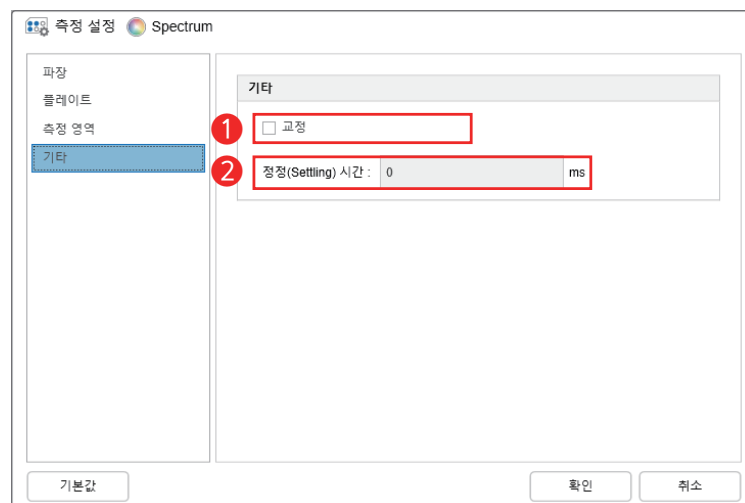 측정 설정 Spectrum
파장
플레이트
측정 영역
기타
기타
1 교정
2 정정(Settling) 시간 : 0 ms
기본값 확인 취소